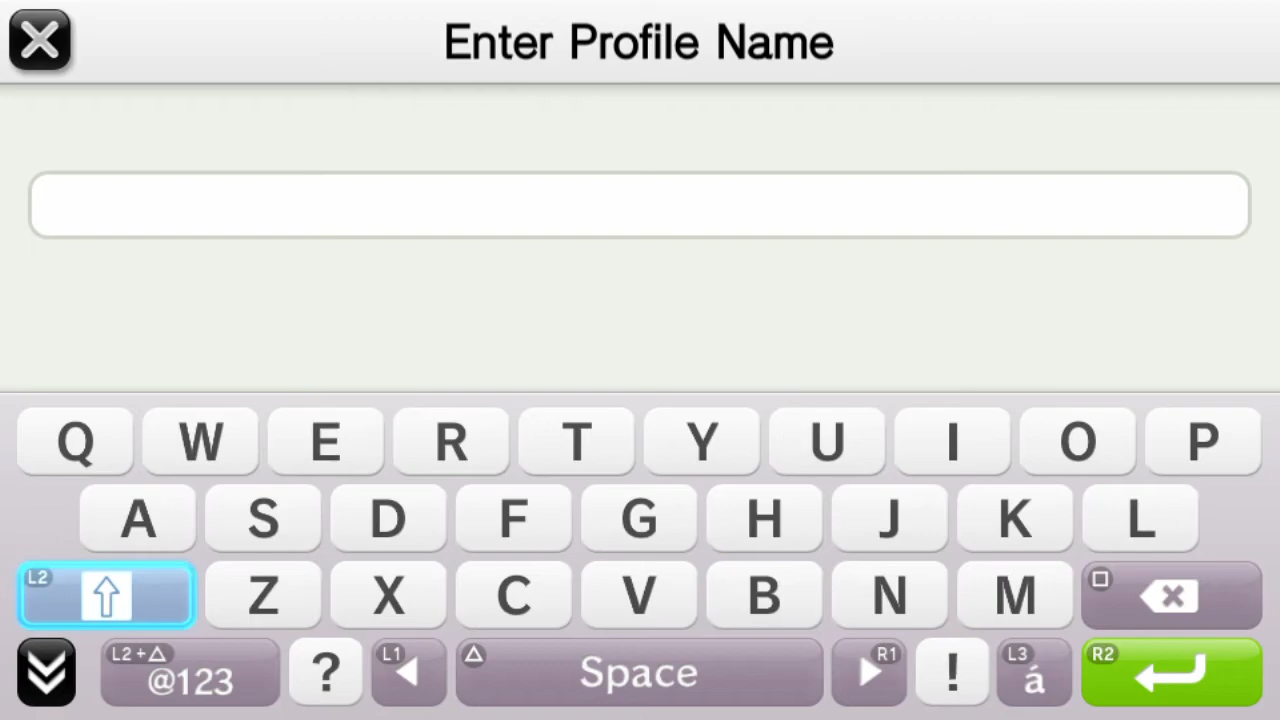 Enter Profile Name
Q W E R T Y U I O P
A S D F G H J K L
L2 Z X C V B N M
L2+△ @123 ? L1 △ Space R1 ! L3 á R2